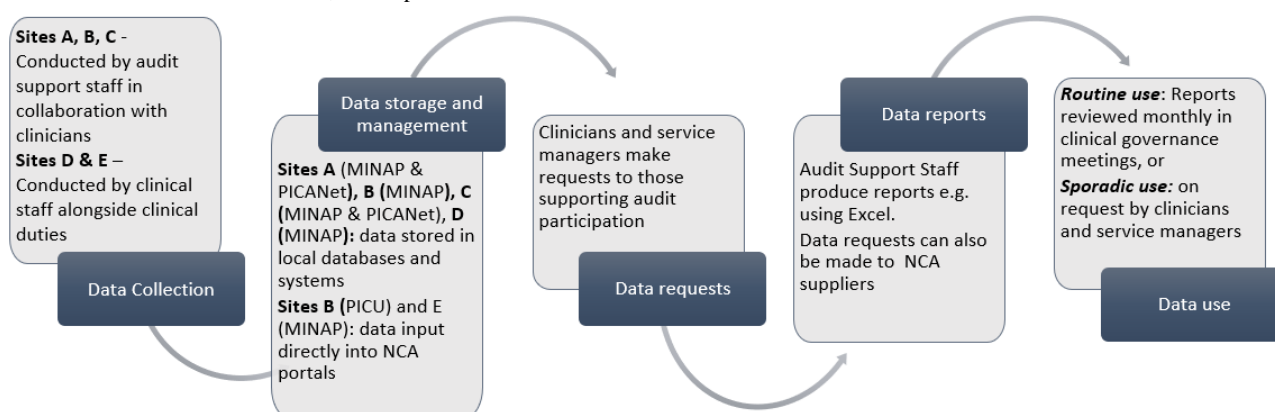 Sites A, B, C -
Conducted by audit
support staff in
collaboration with
clinicians
Sites D & E –
Conducted by clinical
staff alongside clinical
duties
Data Collection
Data storage and
management
Sites A (MINAP &
PICANet), B (MINAP), C
(MINAP & PICANet), D
(MINAP): data stored in
local databases and
systems
Sites B (PICU) and E
(MINAP): data input
directly into NCA
portals
Clinicians and service
managers make
requests to those
supporting audit
participation
Data requests
Data reports
Audit Support Staff
produce reports e.g.
using Excel.
Data requests can also
be made to NCA
suppliers
Routine use: Reports
reviewed monthly in
clinical governance
meetings, or
Sporadic use: on
request by clinicians
and service managers
Data use